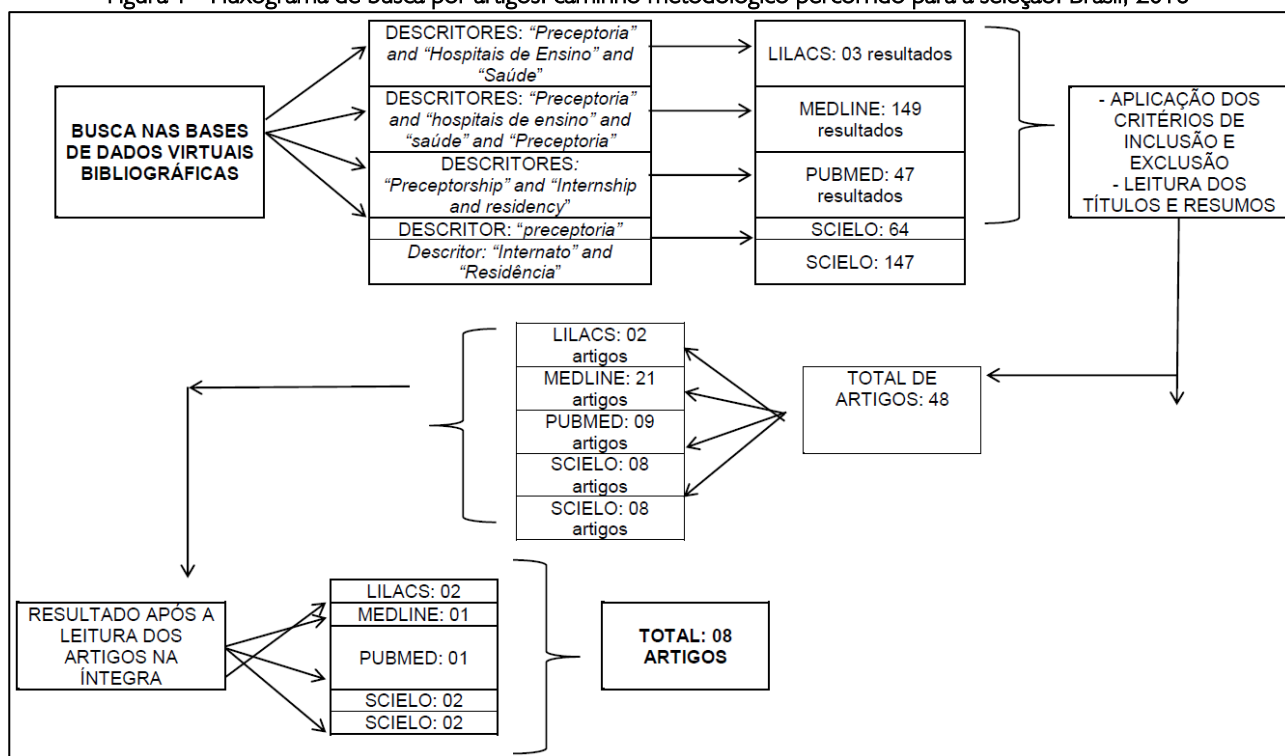 Figura 1 – Fluxograma de busca por artigos: caminho metodológico percorrido para a seleção. Brasil, 2016
BUSCA NAS BASES
DE DADOS VIRTUAIS
BIBLIOGRÁFICAS
DESCRITORES: “Preceptoria”
and “Hospitais de Ensino” and
“Saúde”
DESCRITORES: “Preceptoria”
and “hospitais de ensino” and
“saúde” and “Preceptoria”
DESCRITORES:
“Preceptorship” and “Internship
and residency”
DESCRITOR: “preceptoria”
Descritor: “Internato” and
“Residência”
LILACS: 03 resultados
MEDLINE: 149
resultados
PUBMED: 47
resultados
SCIELO: 64
SCIELO: 147
- APLICAÇÃO DOS
CRITÉRIOS DE
INCLUSÃO E
EXCLUSÃO
- LEITURA DOS
TÍTULOS E RESUMOS
TOTAL DE
ARTIGOS: 48
LILACS: 02
artigos
MEDLINE: 21
artigos
PUBMED: 09
artigos
SCIELO: 08
artigos
SCIELO: 08
artigos
RESULTADO APÓS A
LEITURA DOS
ARTIGOS NA
ÍNTEGRA
LILACS: 02
MEDLINE: 01
PUBMED: 01
SCIELO: 02
SCIELO: 02
TOTAL: 08
ARTIGOS